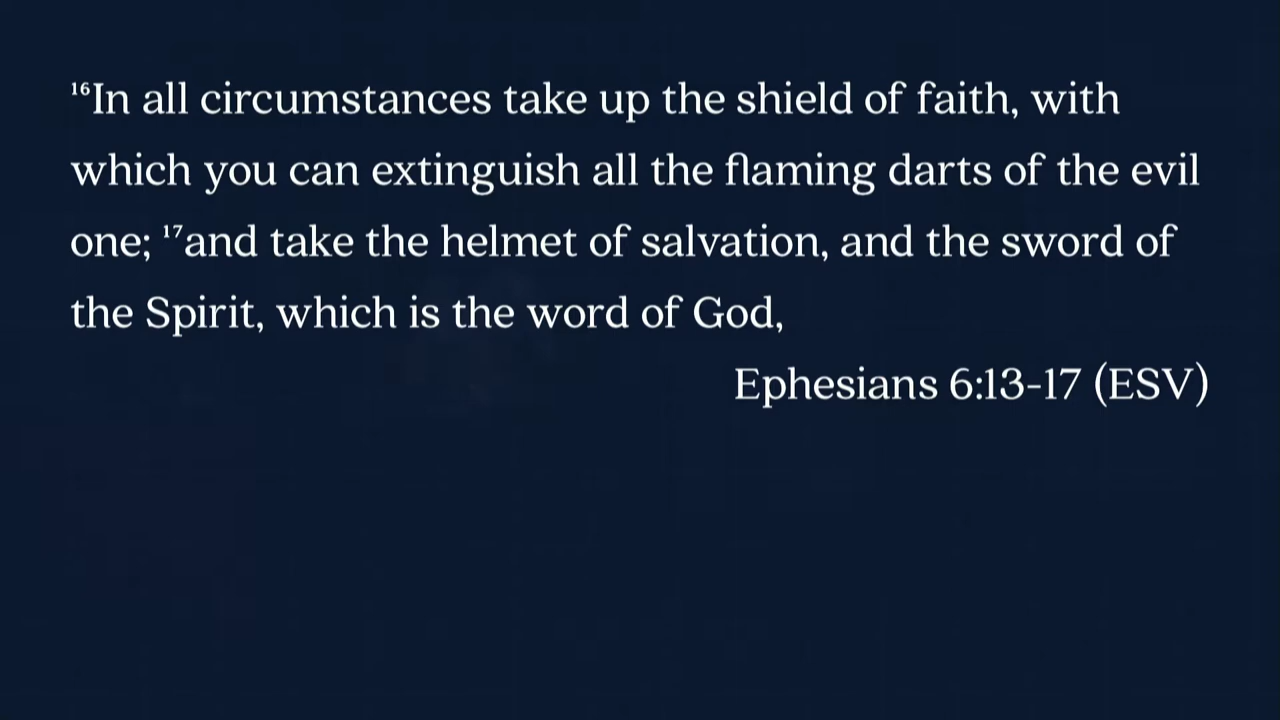 ¹⁶In all circumstances take up the shield of faith, with
which you can extinguish all the flaming darts of the evil
one; ¹⁷and take the helmet of salvation, and the sword of
the Spirit, which is the word of God,
Ephesians 6:13-17 (ESV)